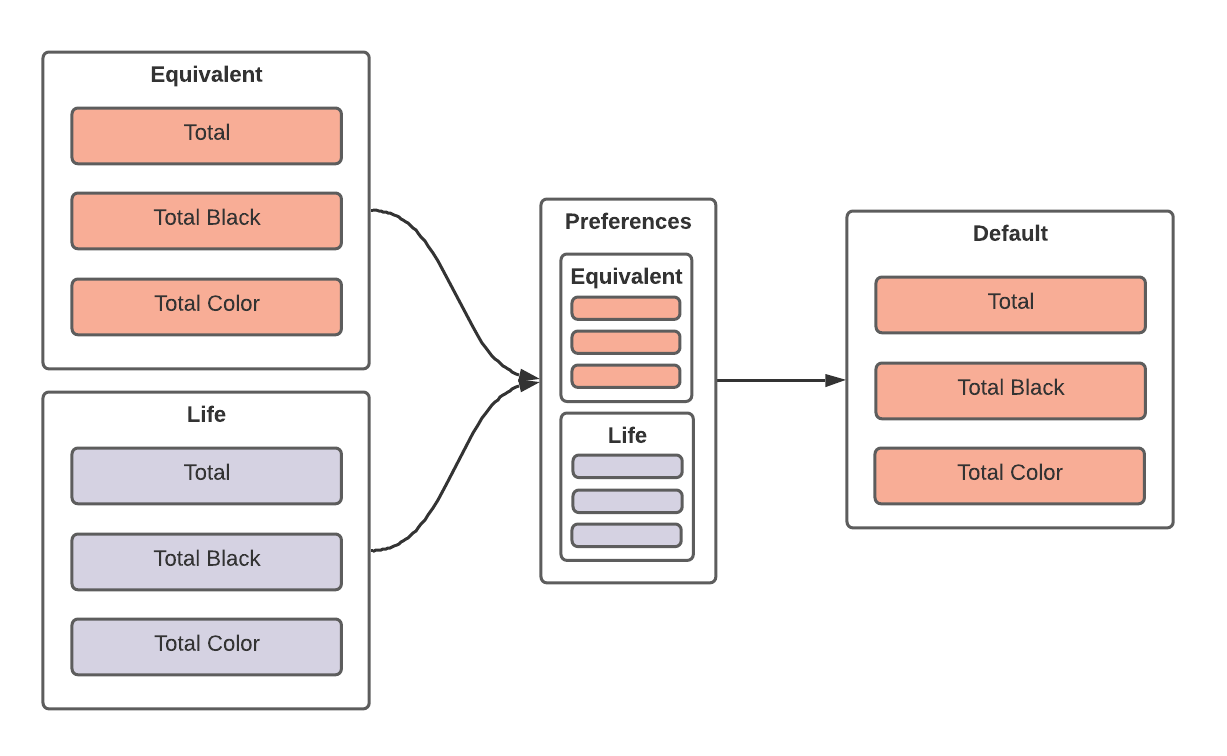 Equivalent
Total
Total Black
Total Color
Life
Total
Total Black
Total Color
Preferences
Equivalent
Life
Default
Total
Total Black
Total Color